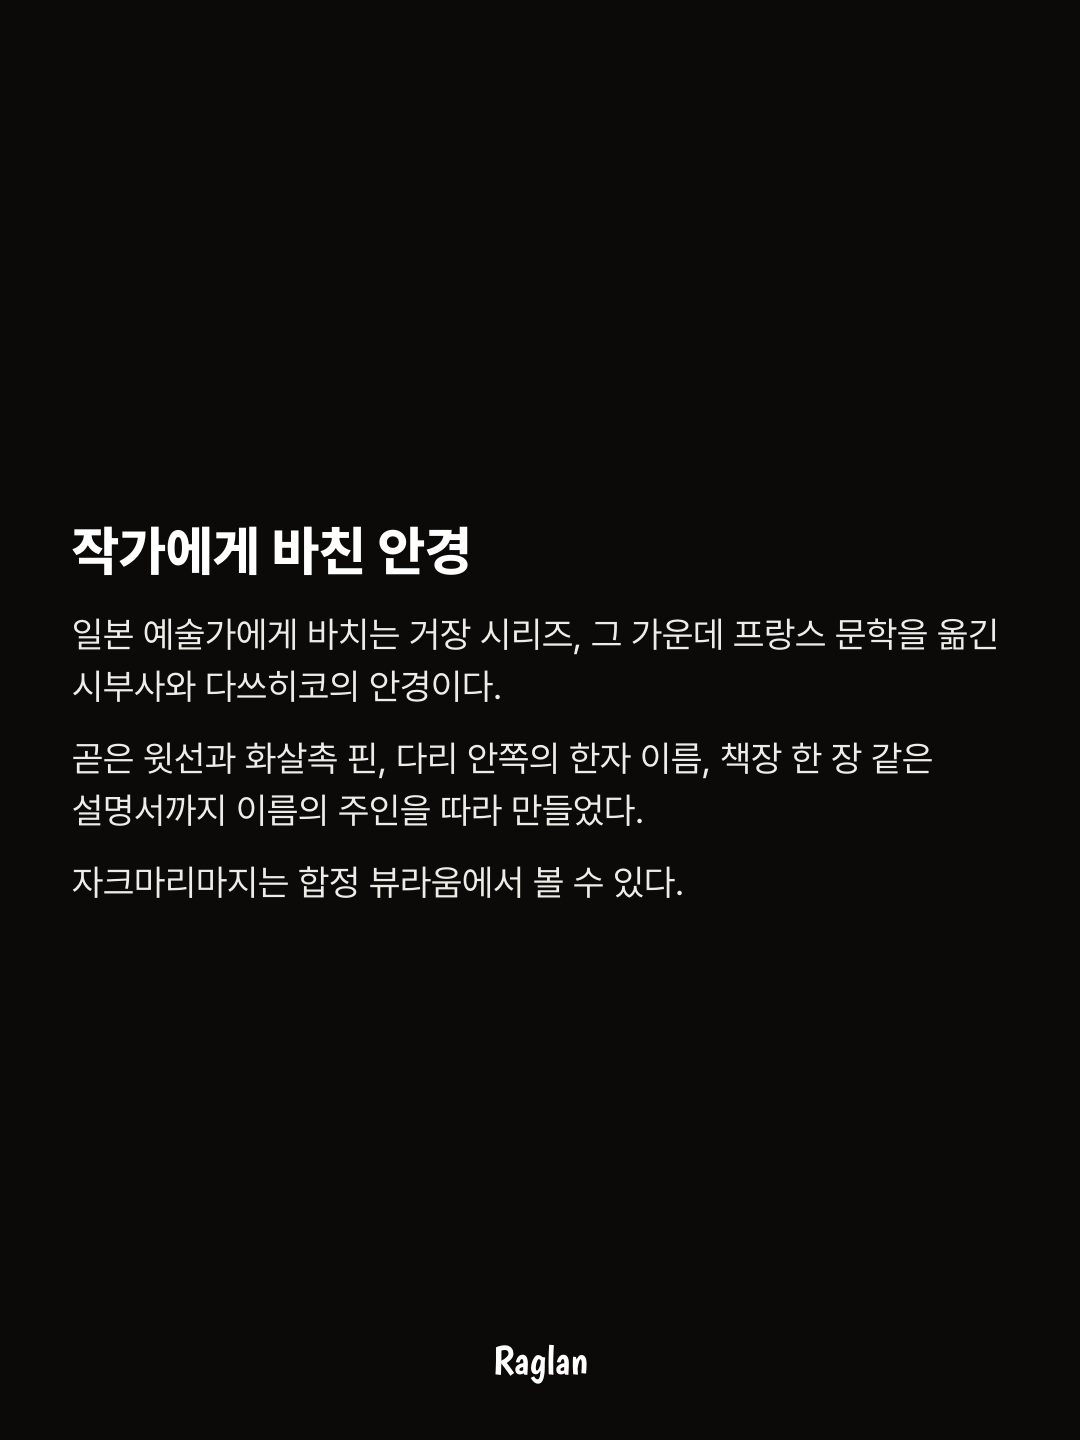 작가에게 바친 안경
일본 예술가에게 바치는 거장 시리즈, 그 가운데 프랑스 문학을 옮긴
시부사와 다쓰히코의 안경이다.
곧은 윗선과 화살촉 핀, 다리 안쪽의 한자 이름, 책장 한 장 같은
설명서까지 이름의 주인을 따라 만들었다.
자크마리마지는 합정 뷰라움에서 볼 수 있다.
Raglan